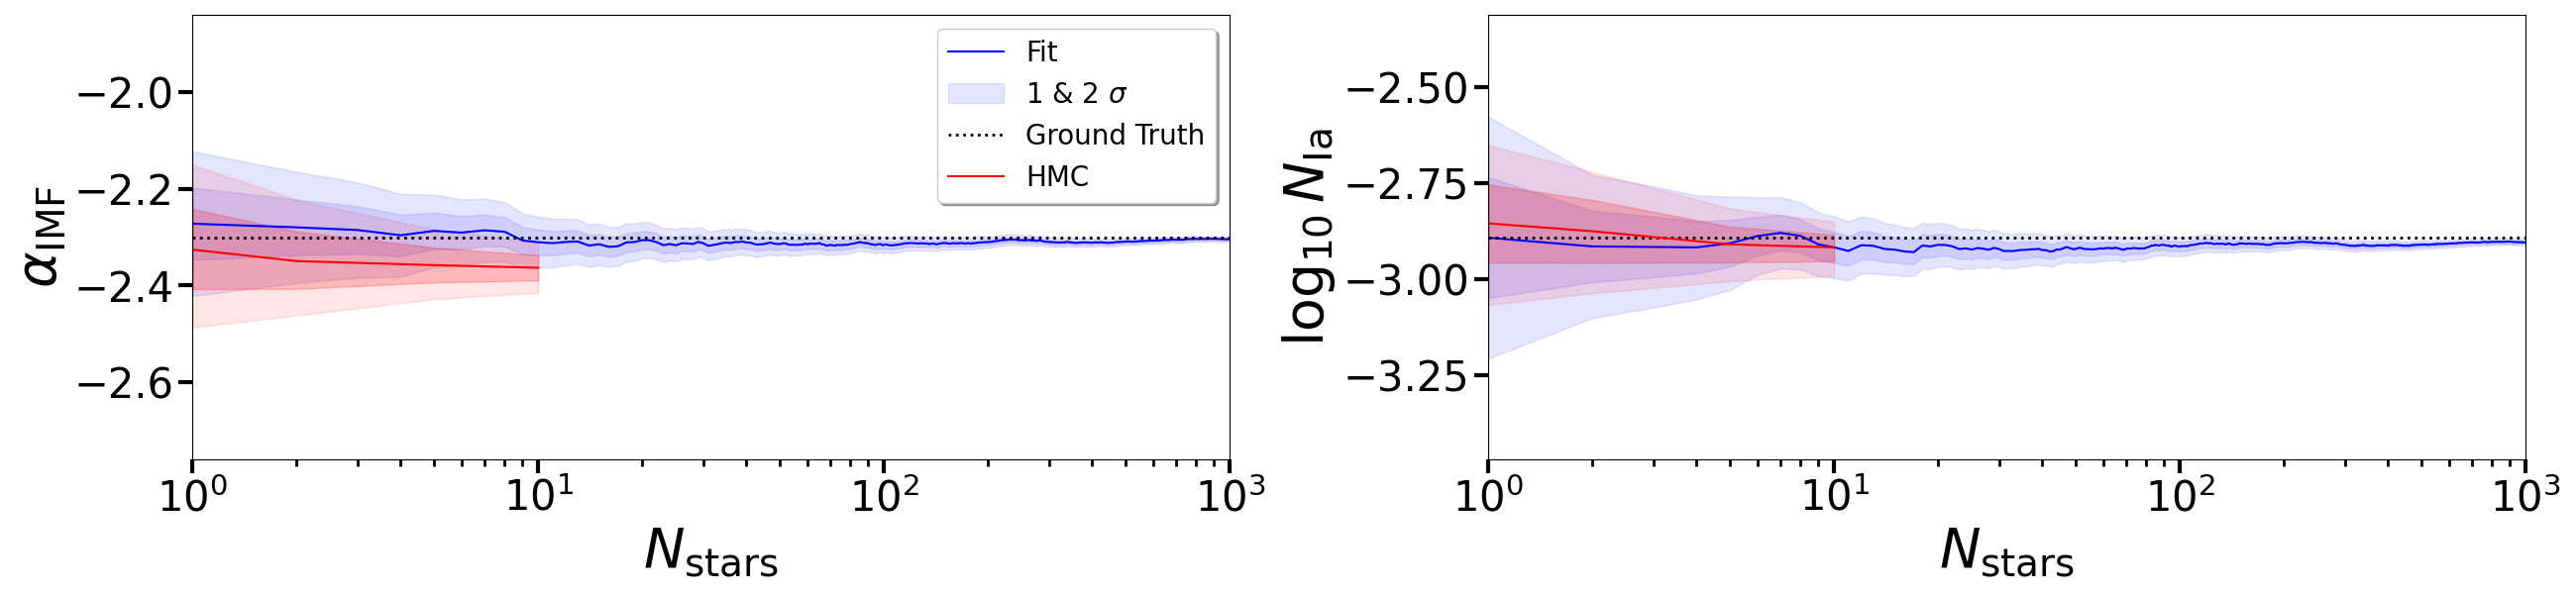 −2.0
−2.2
−2.4
−2.6
α_IMF
10^0 10^1 10^2 10^3
N_stars
Fit
1 & 2 σ
Ground Truth
HMC
−2.50
−2.75
−3.00
−3.25
log_10 N_Ia
10^0 10^1 10^2 10^3
N_stars